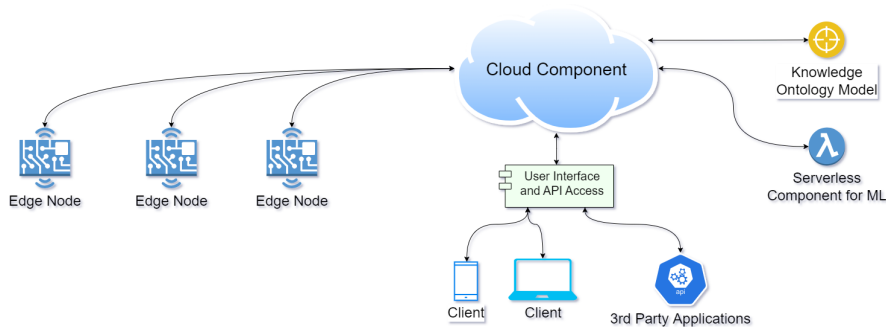 Cloud Component
Knowledge
Ontology Model
Edge Node
Edge Node
Edge Node
User Interface
and API Access
Serverless
Component for ML
Client
Client
api
3rd Party Applications